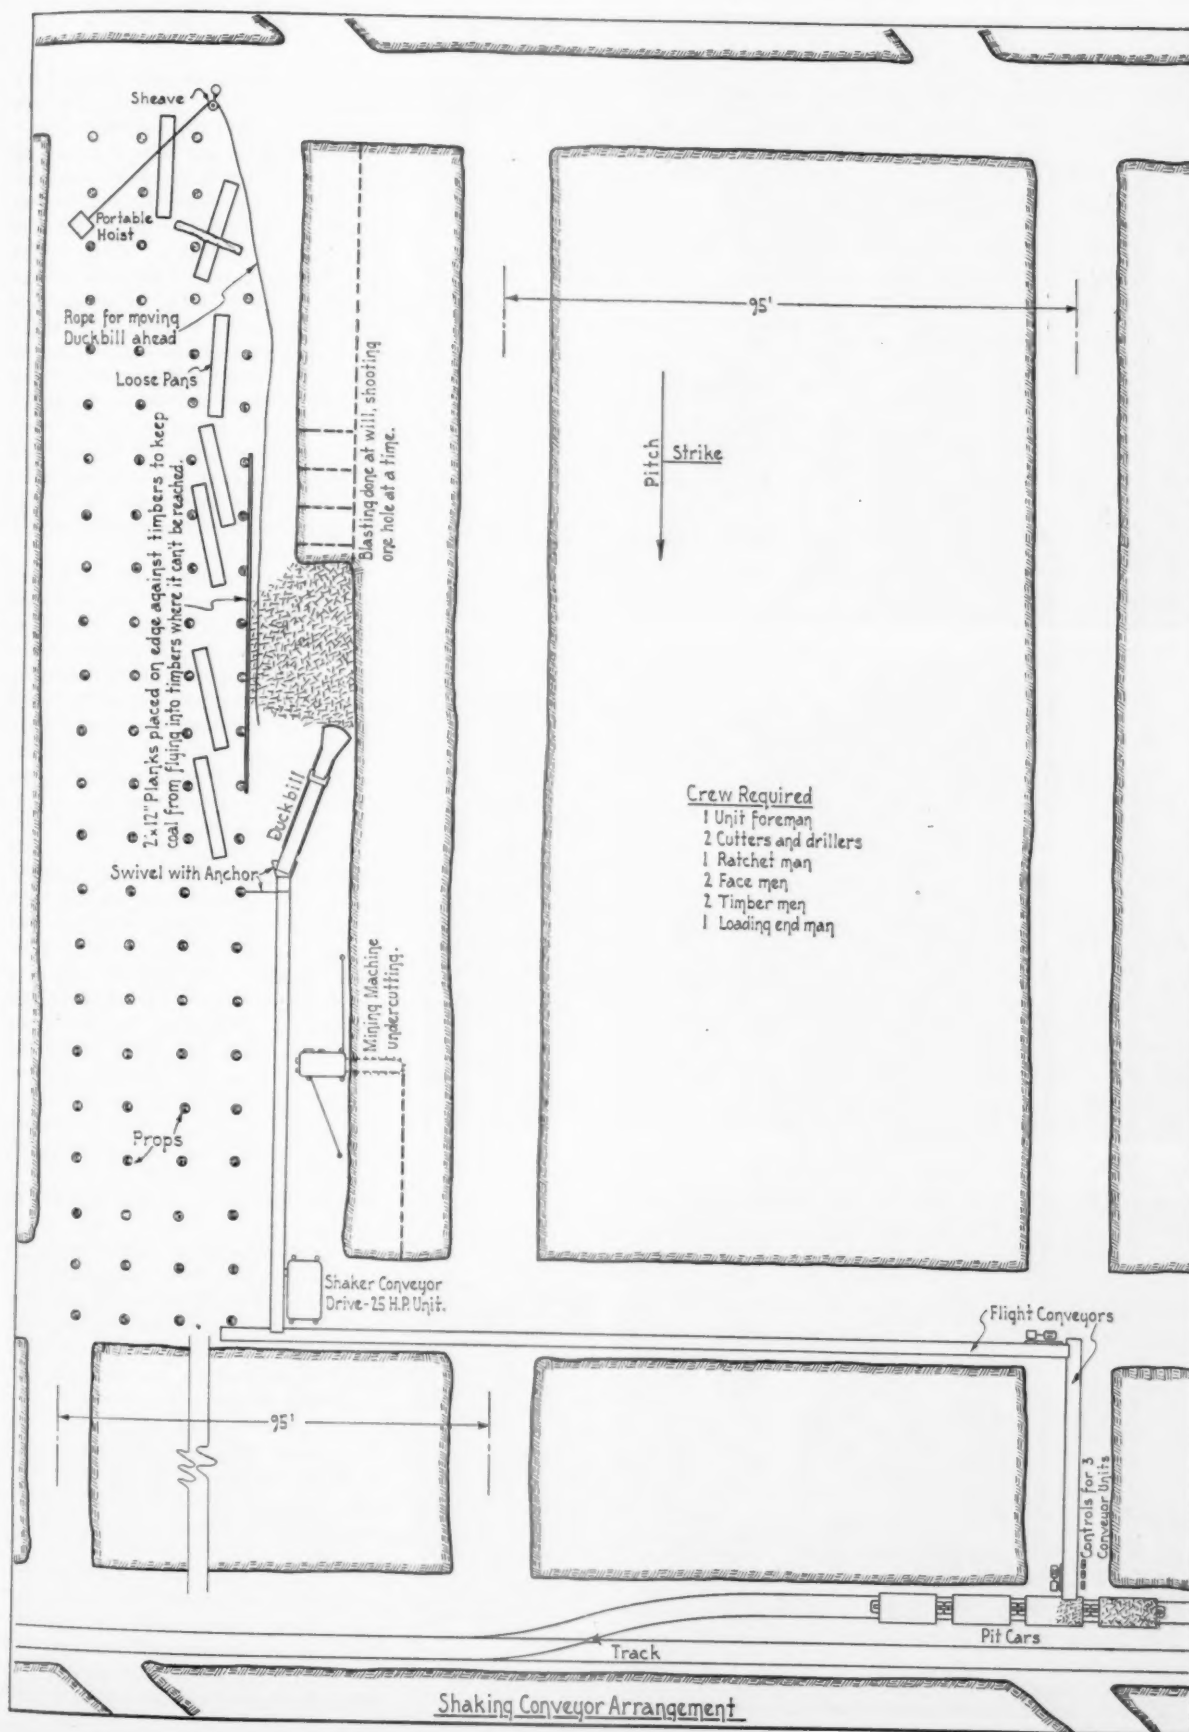 Sheave
Portable
Hoist
Rope for moving
Duckbill ahead
Loose Pans
2"x12" Planks placed on edge against timbers to keep
coal from flying into timbers where it can't be reached.
Blasting done at will, shooting
one hole at a time.
95'
Pitch
Strike
Crew Required
1 Unit foreman
2 Cutters and drillers
1 Ratchet man
2 Face men
2 Timber men
1 Loading end man
Duckbill
Swivel with Anchor
Mining Machine
undercutting.
Props
Shaker Conveyor
Drive-25 H.P. Unit.
Flight Conveyors
95'
Controls for 3
Conveyor Units
Pit Cars
Track
Shaking Conveyor Arrangement